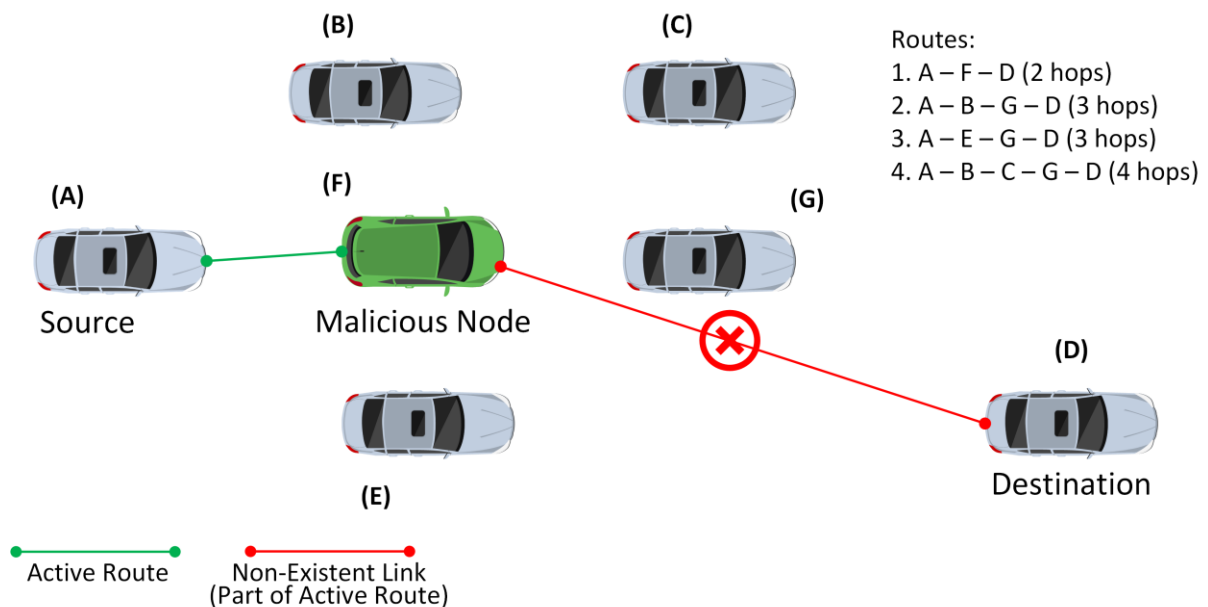 (B)
(C)
Routes:
1. A – F – D (2 hops)
2. A – B – G – D (3 hops)
3. A – E – G – D (3 hops)
4. A – B – C – G – D (4 hops)
(A)
(F)
(G)
Source
Malicious Node
(D)
(E)
Destination
Active Route
Non-Existent Link
(Part of Active Route)